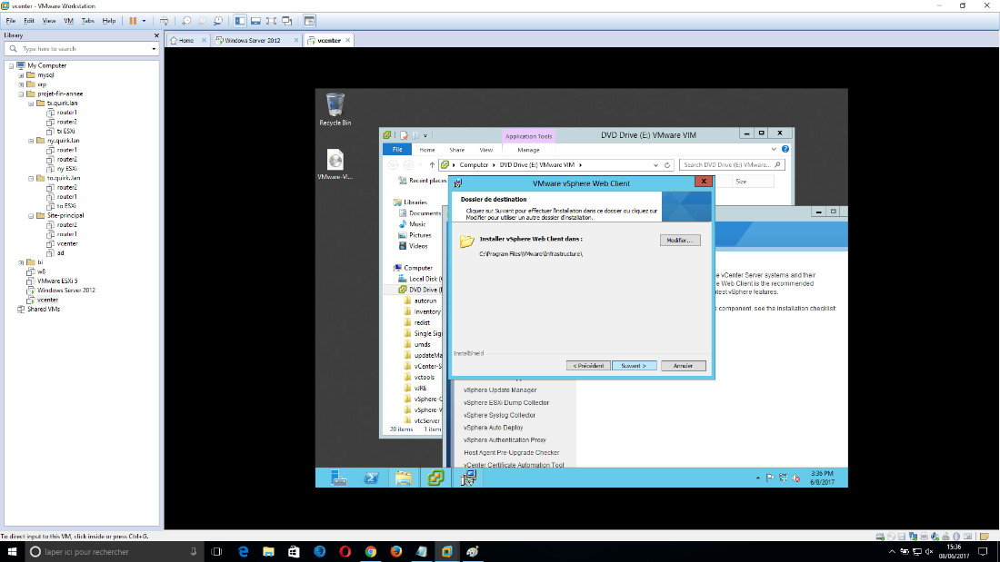 vcenter - VMware Workstation
File Edit View VM Tabs Help
Library
Type here to search
My Computer
mysql
erp
projet-fin-annee
tx.quirk.lan
router1
router2
tx ESXi
ny.quirk.lan
router1
router2
ny ESXi
to.quirk.lan
router2
router1
to ESXi
Site-principal
router2
router1
vcenter
ad
bi
w8
VMware ESXi 5
Windows Server 2012
vcenter
Shared VMs
Home
Windows Server 2012
vcenter
Recycle Bin
VMware-VI...
Application Tools
DVD Drive (E:) VMware VIM
File Home Share View Manage
Computer DVD Drive (E:) VMware VIM
Search DVD Drive (E:) VMware...
Recent places
Size
Libraries
Documents
Music
Pictures
Videos
Computer
Local Disk (
DVD Drive (E
autorun
Inventory
redist
Single Sig
umds
updateMa
vCenter-S
vctools
vJRE
vSphere-C
vSphere-W
vtcServer
20 items 1 item
VMware vSphere Web Client
Dossier de destination
Cliquez sur Suivant pour effectuer l'installation dans ce dossier ou cliquez sur
Modifier pour utiliser un autre dossier d'installation.
Installer vSphere Web Client dans :
Modifier...
C:\Program Files\VMware\Infrastructure\
InstallShield
< Précédent
Suivant >
Annuler
e vCenter Server systems and their
e Web Client is the recommended
atest vSphere features.
s component, see the installation checklist:
vSphere Update Manager
vSphere ESXi Dump Collector
vSphere Syslog Collector
vSphere Auto Deploy
vSphere Authentication Proxy
Host Agent Pre-Upgrade Checker
vCenter Certificate Automation Tool
3:36 PM
6/8/2017
To direct input to this VM, click inside or press Ctrl+G.
Taper ici pour rechercher
15:36
08/06/2017